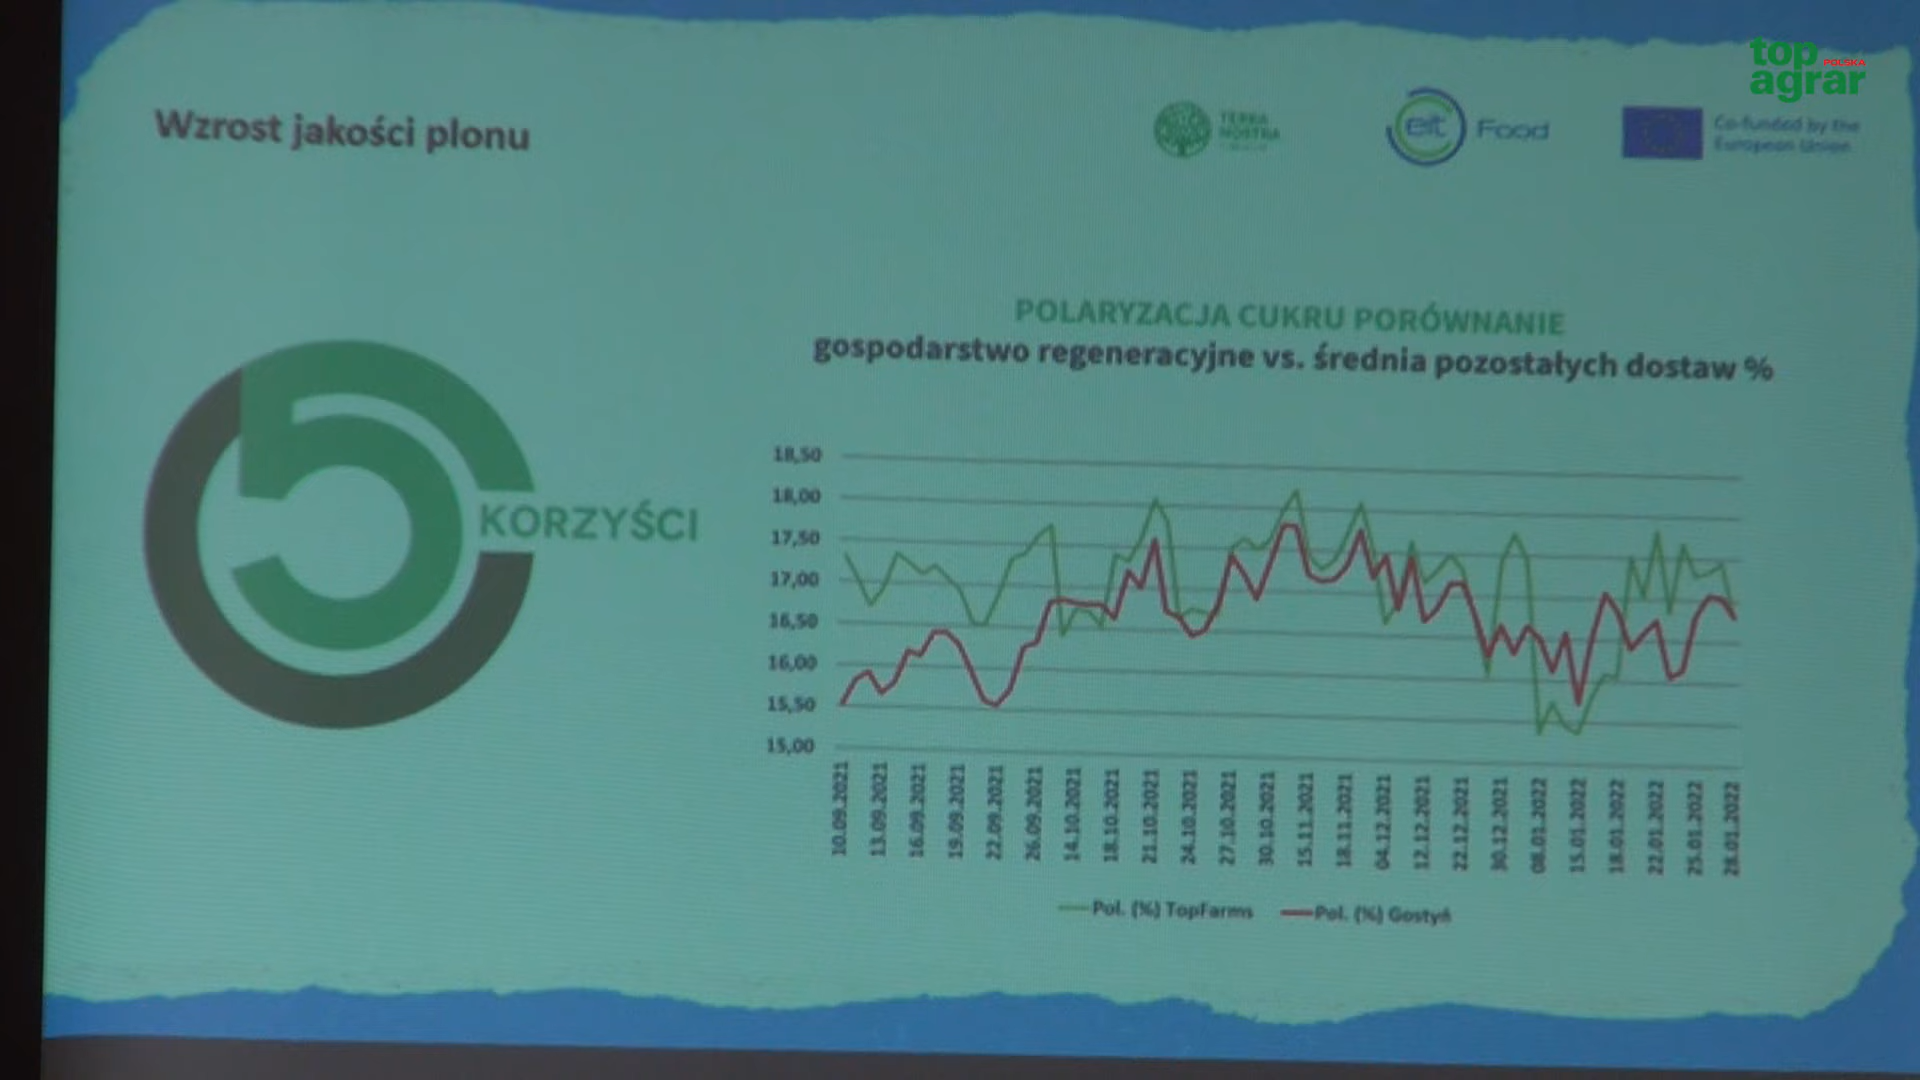 top
POLSKA
agrar
Wzrost jakości plonu
TERRA
NOSTRA
eit Food
Co-funded by the
European Union
5
KORZYŚCI
POLARYZACJA CUKRU PORÓWNANIE
gospodarstwo regeneracyjne vs. średnia pozostałych dostaw %
18,50
18,00
17,50
17,00
16,50
16,00
15,50
15,00
10.09.2021
13.09.2021
16.09.2021
19.09.2021
22.09.2021
26.09.2021
14.10.2021
18.10.2021
21.10.2021
24.10.2021
27.10.2021
30.10.2021
15.11.2021
18.11.2021
04.12.2021
12.12.2021
22.12.2021
30.12.2021
08.01.2022
15.01.2022
18.01.2022
22.01.2022
25.01.2022
28.01.2022
Pol. (%) TopFarms
Pol. (%) Gostyń